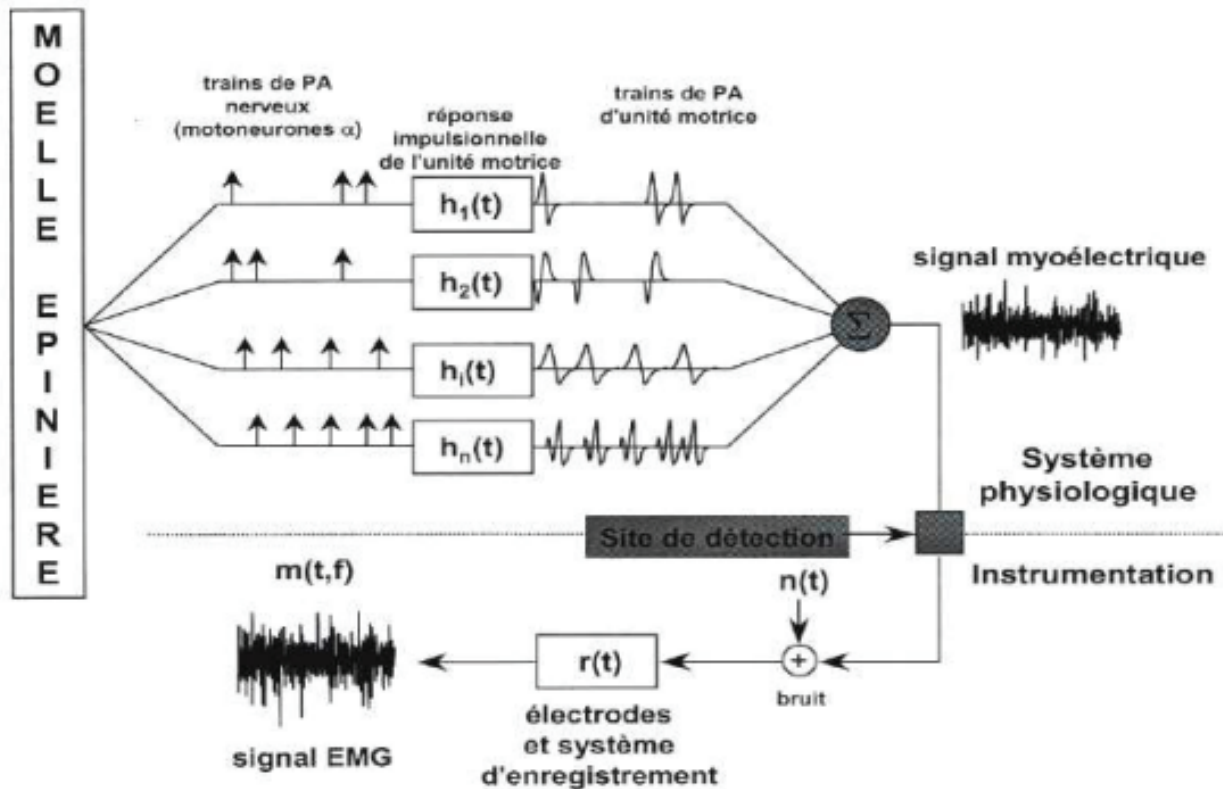 MOELLE EPINIERE
trains de PA
nerveux
(motoneurones α)
réponse
impulsionnelle
de l'unité motrice
trains de PA
d'unité motrice
h₁(t)
h₂(t)
hᵢ(t)
hₙ(t)
Σ
signal myoélectrique
Système
physiologique
Site de détection
Instrumentation
m(t,f)
n(t)
r(t)
+
bruit
électrodes
et système
d'enregistrement
signal EMG